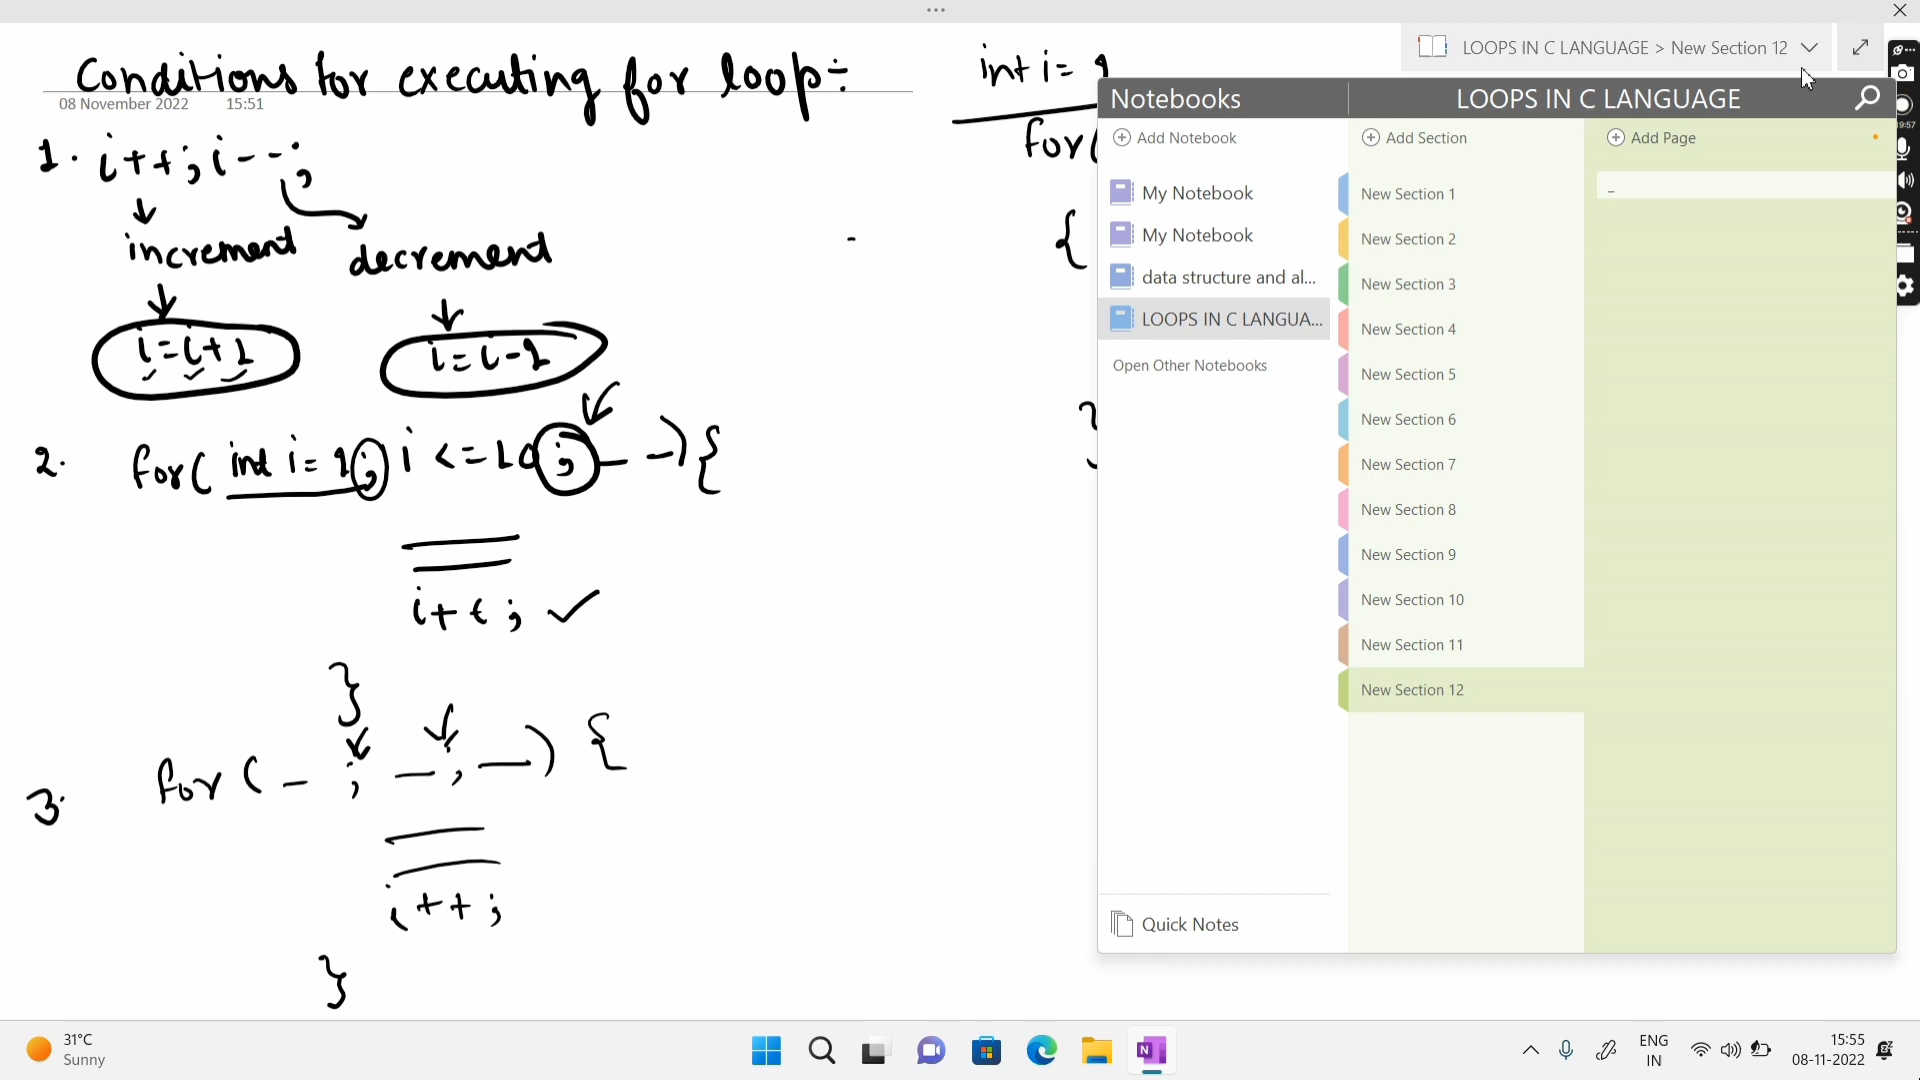 LOOPS IN C LANGUAGE > New Section 12
Conditions for executing for loop:-
08 November 2022 15:51
1. i++; i--;
increment decrement
i=i+1 i=i-1
2. for( int i=1; i <=10; _ _){
i++;
}
3. for ( _ ; _ ; _ ) {
i++;
}
int i= 1
for(
{
}
Notebooks
LOOPS IN C LANGUAGE
Add Notebook
My Notebook
My Notebook
data structure and al...
LOOPS IN C LANGUA...
Open Other Notebooks
Quick Notes
Add Section
New Section 1
New Section 2
New Section 3
New Section 4
New Section 5
New Section 6
New Section 7
New Section 8
New Section 9
New Section 10
New Section 11
New Section 12
Add Page
31°C
Sunny
ENG
IN
15:55
08-11-2022